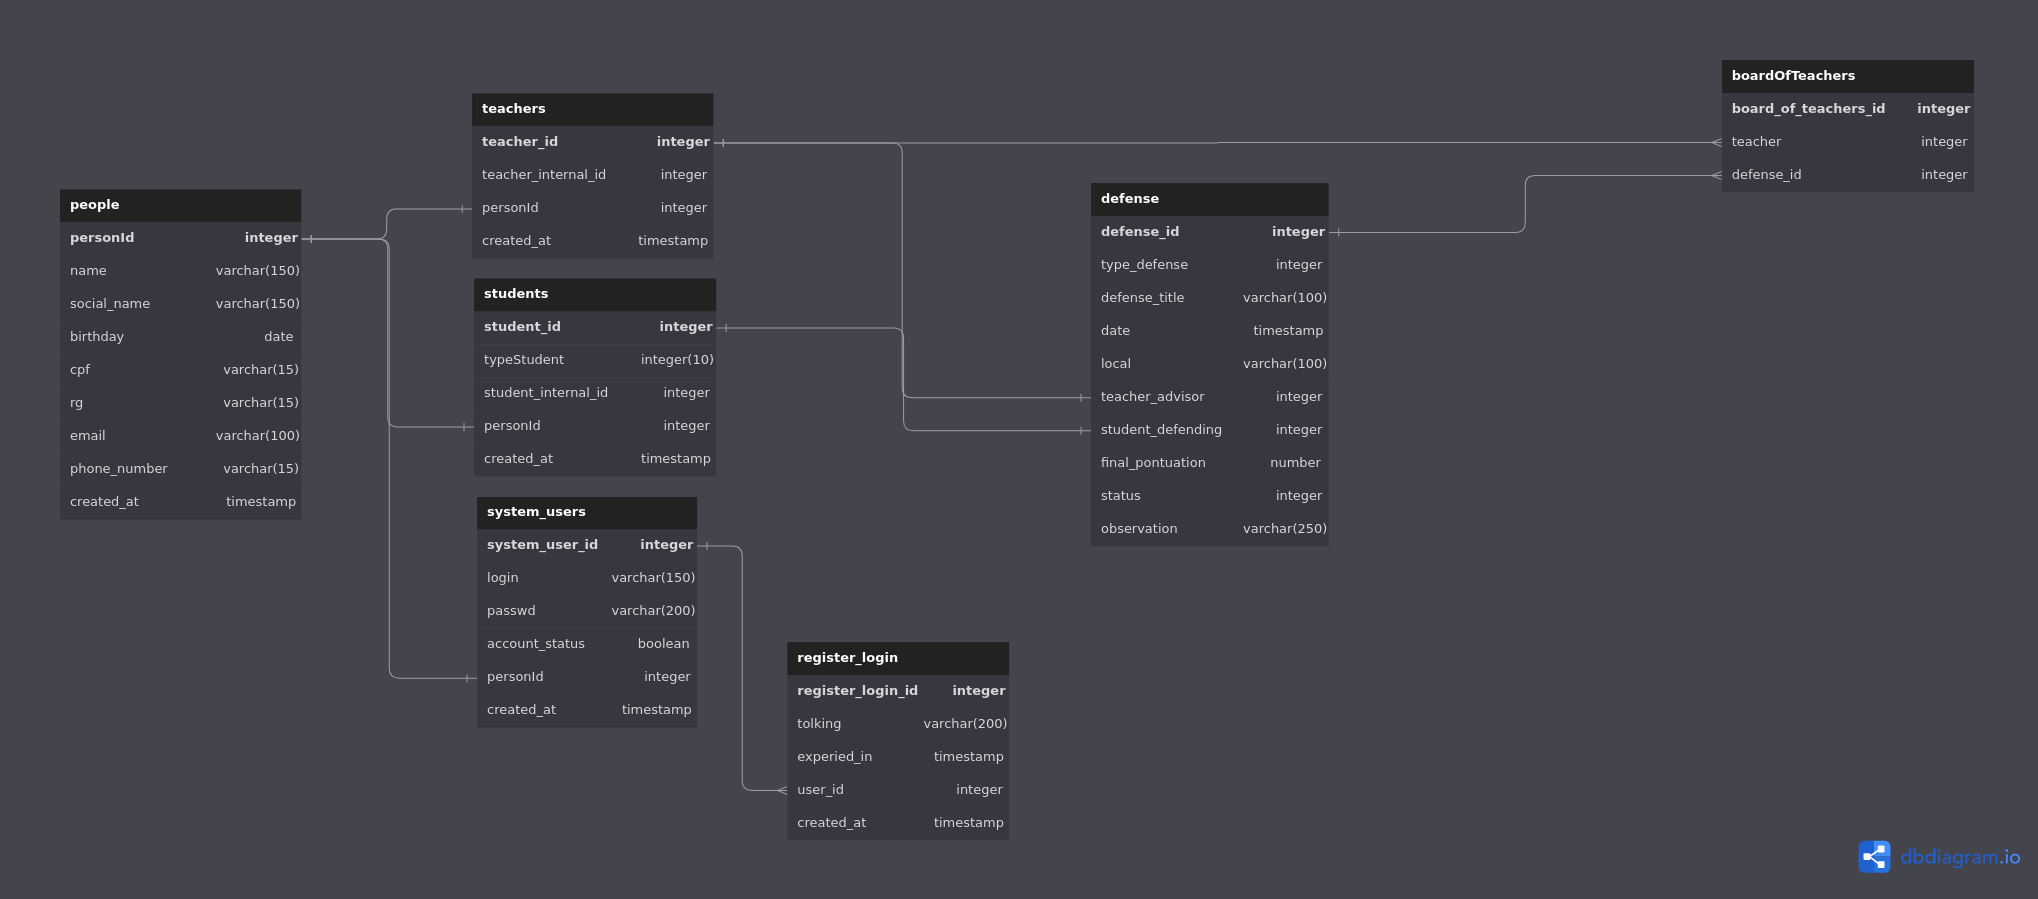 people
personId integer
name varchar(150)
social_name varchar(150)
birthday date
cpf varchar(15)
rg varchar(15)
email varchar(100)
phone_number varchar(15)
created_at timestamp
teachers
teacher_id integer
teacher_internal_id integer
personId integer
created_at timestamp
students
student_id integer
typeStudent integer(10)
student_internal_id integer
personId integer
created_at timestamp
system_users
system_user_id integer
login varchar(150)
passwd varchar(200)
account_status boolean
personId integer
created_at timestamp
register_login
register_login_id integer
tolking varchar(200)
experied_in timestamp
user_id integer
created_at timestamp
defense
defense_id integer
type_defense integer
defense_title varchar(100)
date timestamp
local varchar(100)
teacher_advisor integer
student_defending integer
final_pontuation number
status integer
observation varchar(250)
boardOfTeachers
board_of_teachers_id integer
teacher integer
defense_id integer
dbdiagram.io